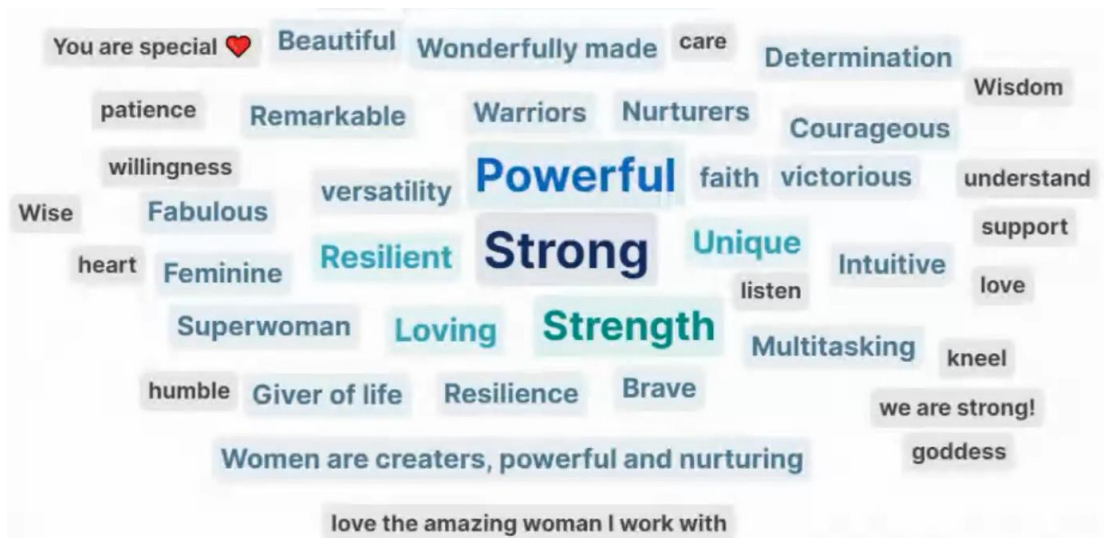 You are special ❤️
Beautiful
Wonderfully made
care
Determination
Wisdom
patience
Remarkable
Warriors
Nurturers
Courageous
willingness
versatility
Powerful
faith
victorious
understand
Wise
Fabulous
support
heart
Feminine
Resilient
Strong
Unique
Intuitive
listen
love
Superwoman
Loving
Strength
Multitasking
kneel
humble
Giver of life
Resilience
Brave
we are strong!
Women are creaters, powerful and nurturing
goddess
love the amazing woman I work with